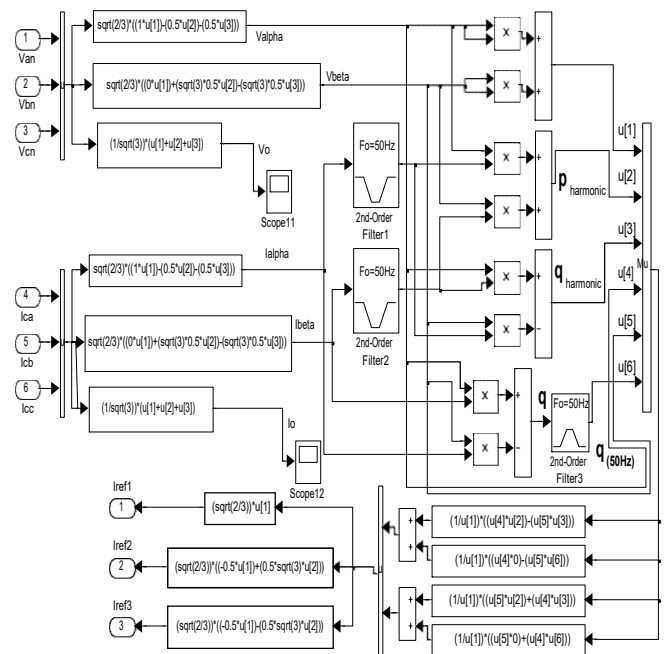 1
Van
2
Vbn
3
Vcn
sqrt(2/3)*((1*u[1])-(0.5*u[2])-(0.5*u[3]))
Valpha
sqrt(2/3)*((0*u[1])+(sqrt(3)*0.5*u[2])-(sqrt(3)*0.5*u[3]))
Vbeta
(1/sqrt(3))*(u[1]+u[2]+u[3])
Vo
Scope11
Fo=50Hz
2nd-Order
Filter1
Fo=50Hz
2nd-Order
Filter2
4
Ica
5
Icb
6
Icc
sqrt(2/3)*((1*u[1])-(0.5*u[2])-(0.5*u[3]))
Ialpha
sqrt(2/3)*((0*u[1])+(sqrt(3)*0.5*u[2])-(sqrt(3)*0.5*u[3]))
Ibeta
(1/sqrt(3))*(u[1]+u[2]+u[3])
Io
Scope12
x
x
+
+
x
x
+
+
p harmonic
x
x
+
−
q harmonic
x
x
+
−
q
Fo=50Hz
2nd-Order
Filter3
q (50Hz)
u[1]
u[2]
u[3]
u[4]
u[5]
u[6]
Mu
Iref1
1
(sqrt(2/3))*u[1]
Iref2
2
(sqrt(2/3))*((-0.5*u[1])+(0.5*sqrt(3)*u[2]))
Iref3
3
(sqrt(2/3))*((-0.5*u[1])-(0.5*sqrt(3)*u[2]))
+
+
(1/u[1])*((u[4]*u[2])-(u[5]*u[3]))
(1/u[1])*((u[4]*0)-(u[5]*u[6]))
+
+
(1/u[1])*((u[5]*u[2])+(u[4]*u[3]))
(1/u[1])*((u[5]*0)+(u[4]*u[6]))